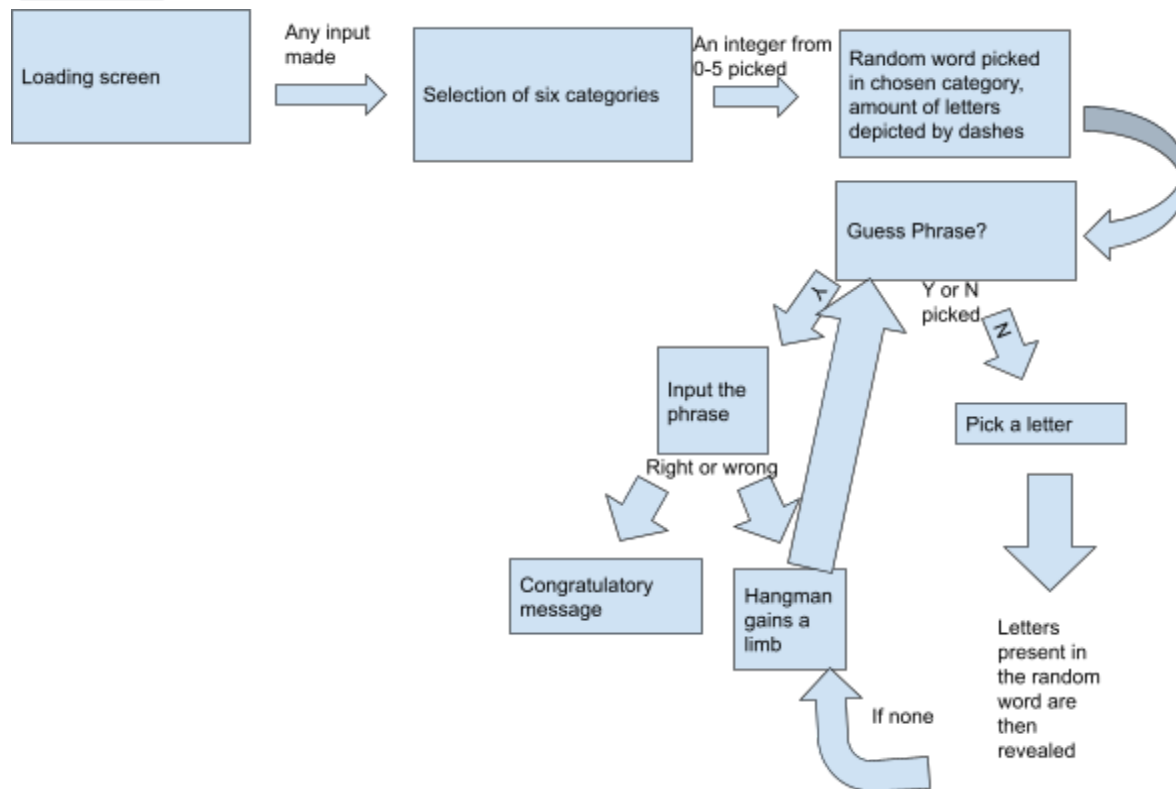 Loading screen
Any input
made
Selection of six categories
An integer from
0-5 picked
Random word picked
in chosen category,
amount of letters
depicted by dashes
Guess Phrase?
Y or N
picked
Y
N
Input the
phrase
Pick a letter
Right or wrong
Congratulatory
message
Hangman
gains a
limb
Letters
present in
the random
word are
then
revealed
If none